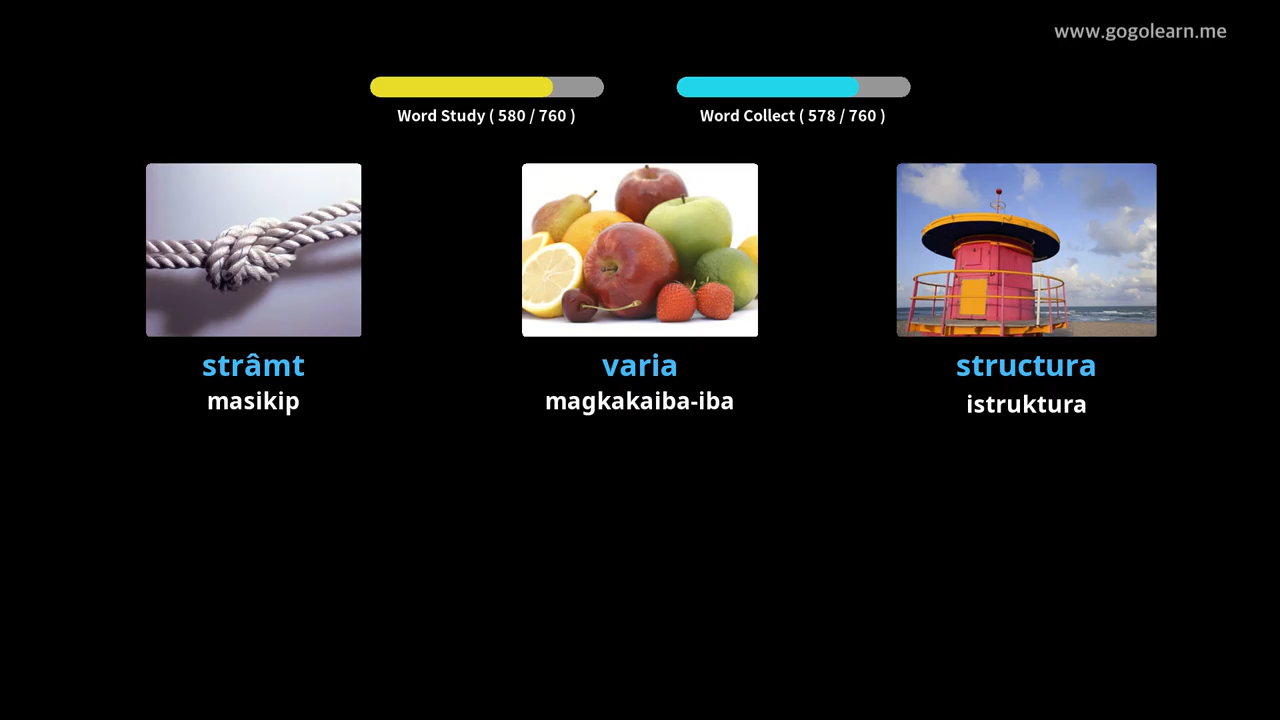 www.gogolearn.me
Word Study ( 580 / 760 )
Word Collect ( 578 / 760 )
strâmt
masikip
varia
magkakaiba-iba
structura
istruktura